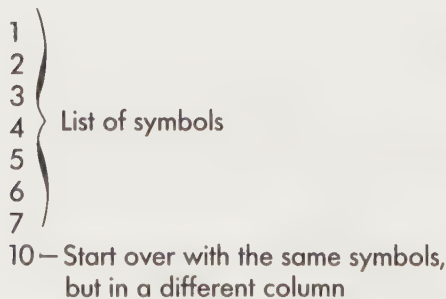 1
2
3
4 List of symbols
5
6
7
10 — Start over with the same symbols,
but in a different column